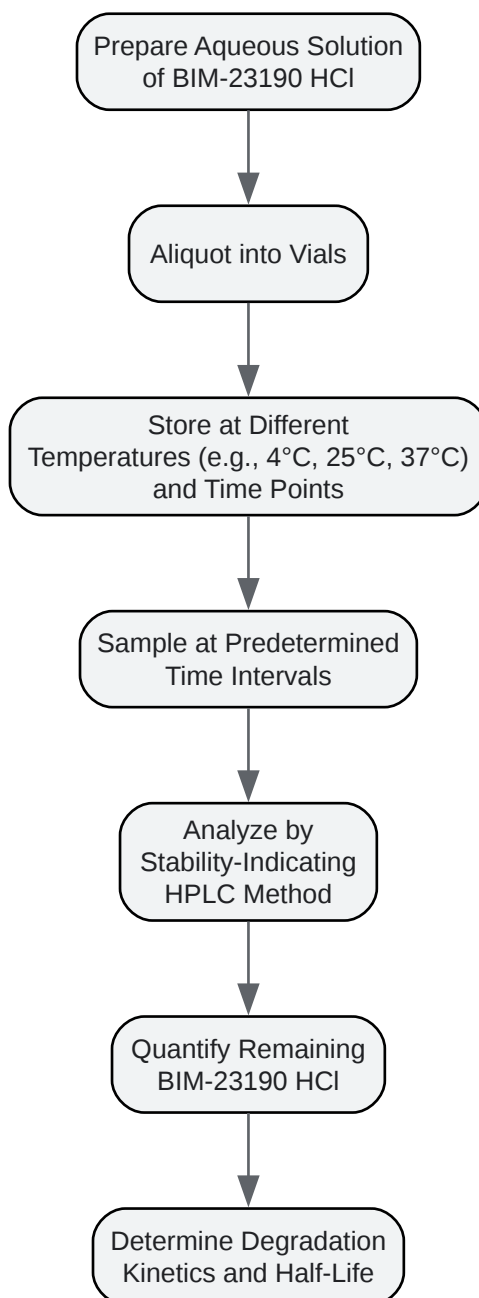 Prepare Aqueous Solution
of BIM-23190 HCl
Aliquot into Vials
Store at Different
Temperatures (e.g., 4°C, 25°C, 37°C)
and Time Points
Sample at Predetermined
Time Intervals
Analyze by
Stability-Indicating
HPLC Method
Quantify Remaining
BIM-23190 HCl
Determine Degradation
Kinetics and Half-Life